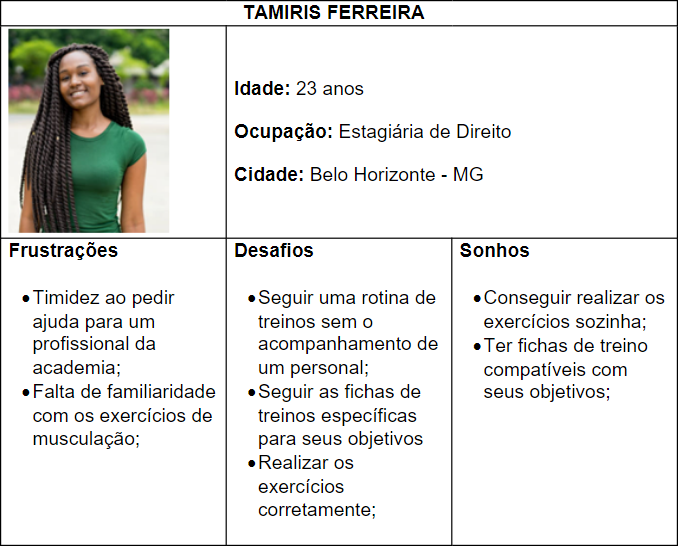 TAMIRIS FERREIRA
Idade: 23 anos
Ocupação: Estagiária de Direito
Cidade: Belo Horizonte - MG
Frustrações
•Timidez ao pedir
ajuda para um
profissional da
academia;
•Falta de familiaridade
com os exercícios de
musculação;
Desafios
•Seguir uma rotina de
treinos sem o
acompanhamento de
um personal;
•Seguir as fichas de
treinos específicas
para seus objetivos
•Realizar os
exercícios
corretamente;
Sonhos
•Conseguir realizar os
exercícios sozinha;
•Ter fichas de treino
compatíveis com
seus objetivos;